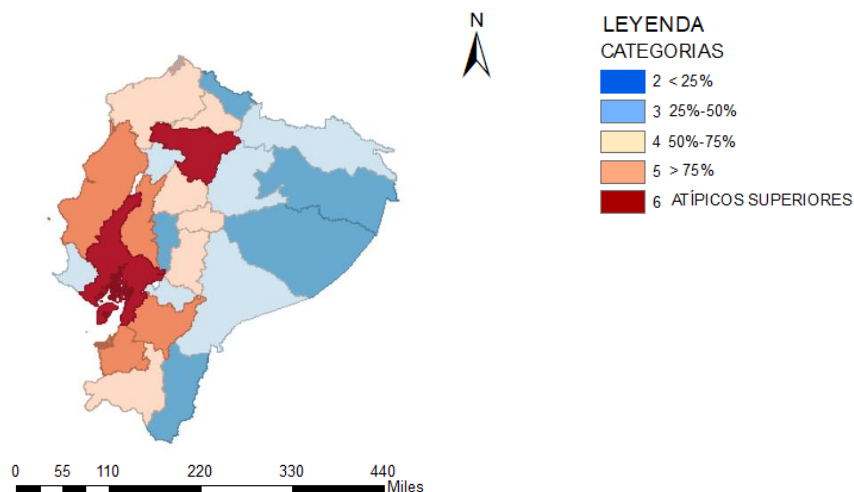 N
LEYENDA
CATEGORIAS
2 < 25%
3 25%-50%
4 50%-75%
5 > 75%
6 ATÍPICOS SUPERIORES
0 55 110 220 330 440
Miles